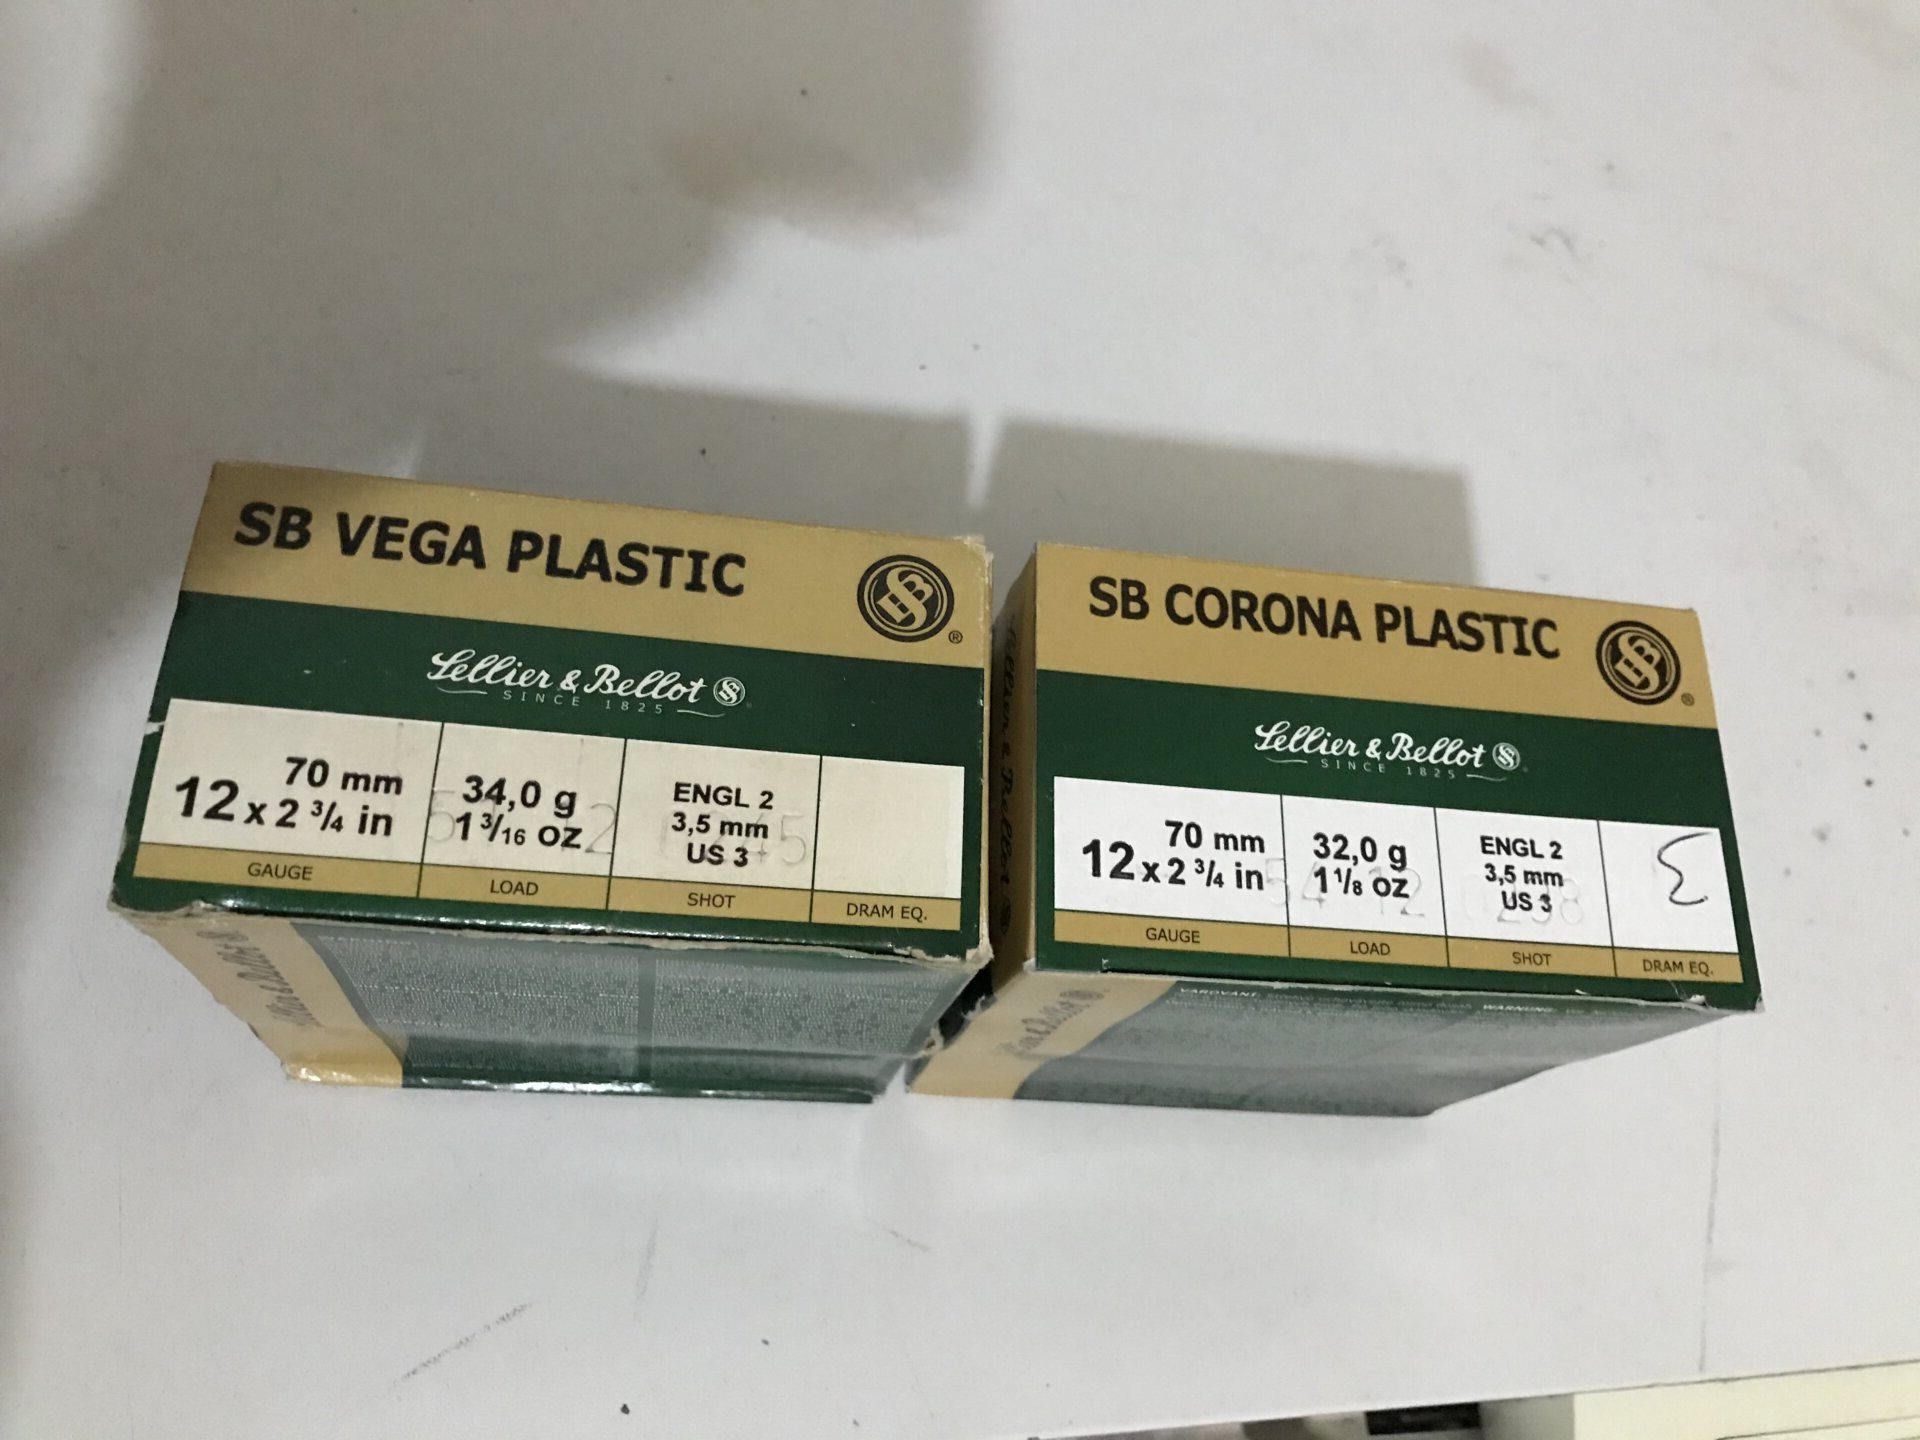 SB VEGA PLASTIC
®
Sellier & Bellot
SINCE 1825
70 mm
12 x 2 3/4 in
34,0 g
1 3/16 oz
ENGL 2
3,5 mm
US 3
GAUGE
LOAD
SHOT
DRAM EQ.
SB CORONA PLASTIC
®
Sellier & Bellot
SINCE 1825
70 mm
12 x 2 3/4 in
32,0 g
1 1/8 oz
ENGL 2
3,5 mm
US 3
GAUGE
LOAD
SHOT
DRAM EQ.
Sellier & Bellot
WARNING: